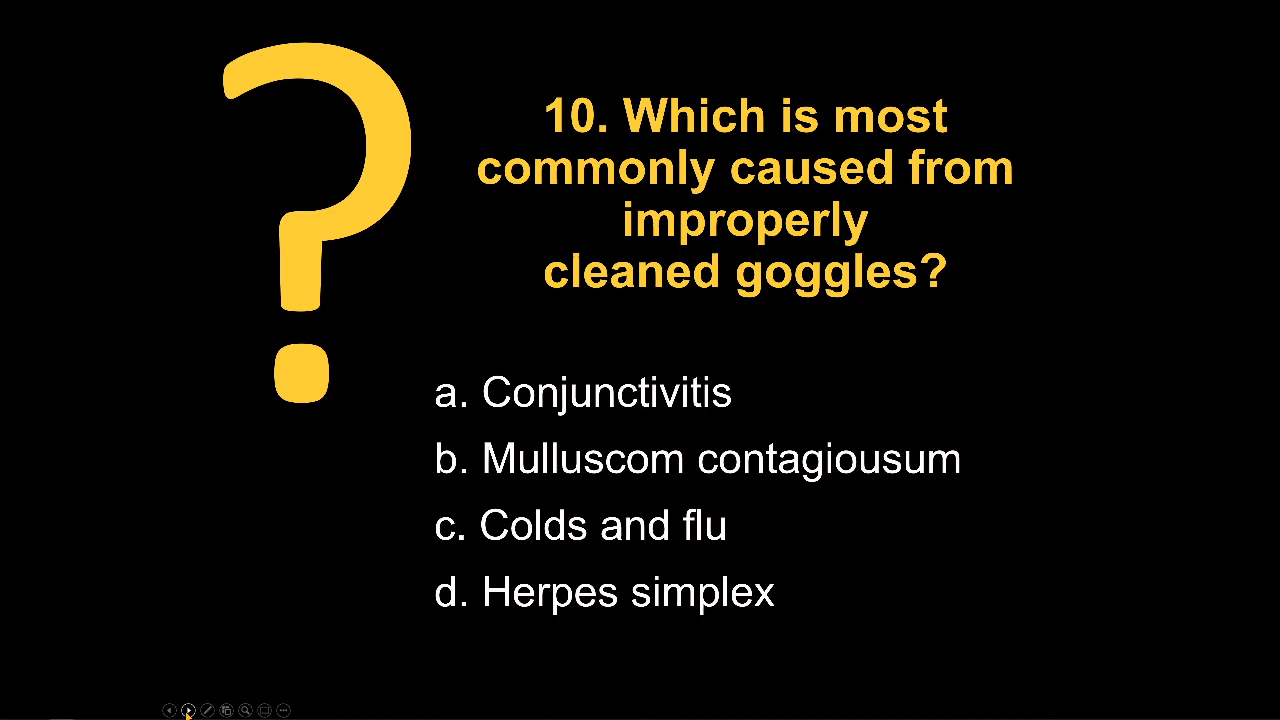 ?
10. Which is most
commonly caused from
improperly
cleaned goggles?
a. Conjunctivitis
b. Mulluscom contagiousum
c. Colds and flu
d. Herpes simplex